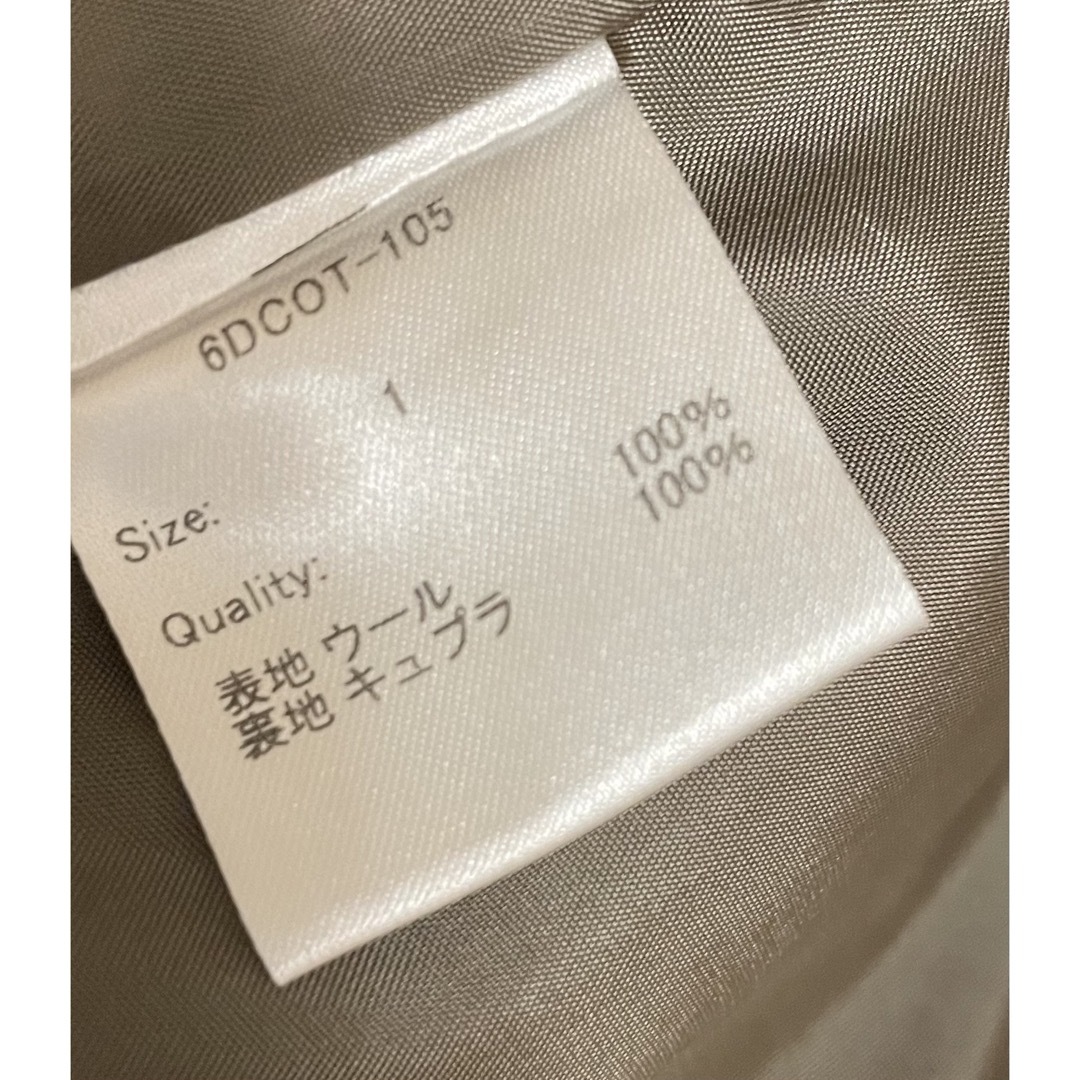 6DCOT-105
Size: 1
Quality:
表地 ウール 100%
裏地 キュプラ 100%